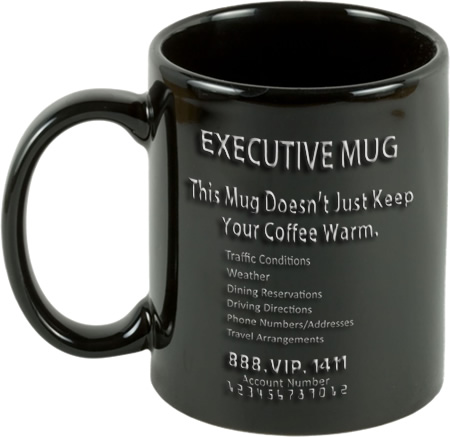 EXECUTIVE MUG
This Mug Doesn't Just Keep
Your Coffee Warm.
Traffic Conditions
Weather
Dining Reservations
Driving Directions
Phone Numbers/Addresses
Travel Arrangements
888.VIP. 1411
Account Number